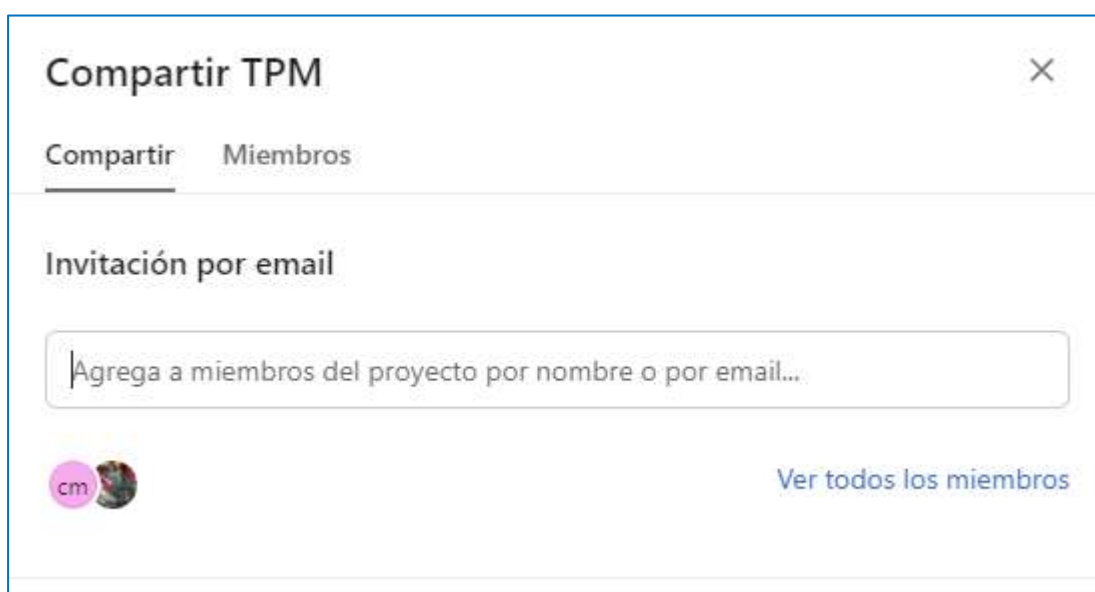 Compartir TPM
Compartir Miembros
Invitación por email
Agrega a miembros del proyecto por nombre o por email...
cm
Ver todos los miembros